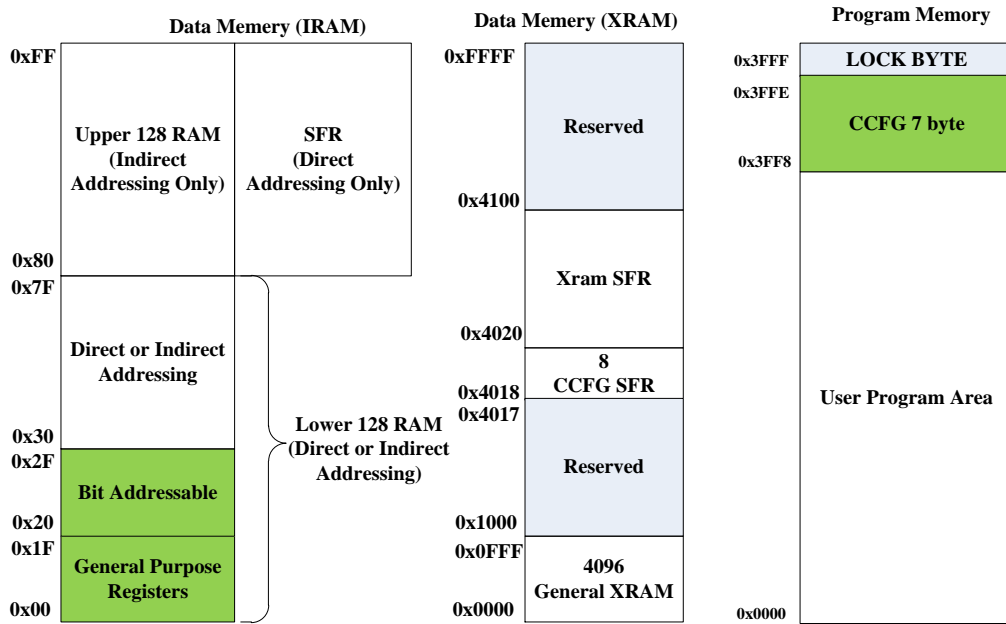 Data Memory (IRAM)
0xFF
Upper 128 RAM
(Indirect
Addressing Only)
SFR
(Direct
Addressing Only)
0x80
0x7F
Direct or Indirect
Addressing
0x30
0x2F
Bit Addressable
0x20
0x1F
General Purpose
Registers
0x00
Lower 128 RAM
(Direct or Indirect
Addressing)
Data Memory (XRAM)
0xFFFF
Reserved
0x4100
Xram SFR
0x4020
8
CCFG SFR
0x4018
0x4017
Reserved
0x1000
0x0FFF
4096
General XRAM
0x0000
Program Memory
0x3FFF
LOCK BYTE
0x3FFE
CCFG 7 byte
0x3FF8
User Program Area
0x0000